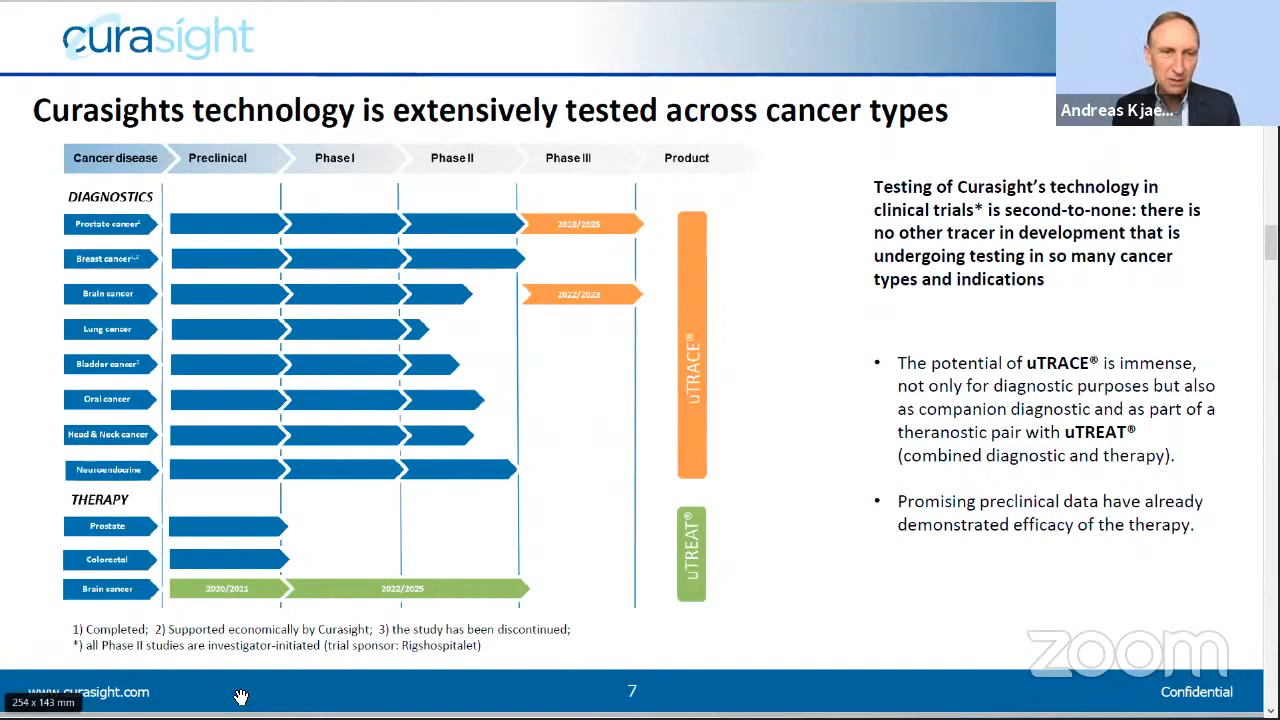 curasight
Andreas Kjae...
Curasights technology is extensively tested across cancer types
Cancer disease
Preclinical
Phase I
Phase II
Phase III
Product
DIAGNOSTICS
Prostate cancer¹
2023/2025
Breast cancer¹,²
Brain cancer
2022/2023
Lung cancer
Bladder cancer³
Oral cancer
Head & Neck cancer
Neuroendocrine
uTRACE®
THERAPY
Prostate
Colorectal
Brain cancer
2020/2021
2022/2025
uTREAT®
1) Completed; 2) Supported economically by Curasight; 3) the study has been discontinued;
*) all Phase II studies are investigator-initiated (trial sponsor: Rigshospitalet)
Testing of Curasight's technology in
clinical trials* is second-to-none: there is
no other tracer in development that is
undergoing testing in so many cancer
types and indications
• The potential of uTRACE® is immense,
not only for diagnostic purposes but also
as companion diagnostic and as part of a
theranostic pair with uTREAT®
(combined diagnostic and therapy).
• Promising preclinical data have already
demonstrated efficacy of the therapy.
zoom
www.curasight.com
254 x 143 mm
7
Confidential